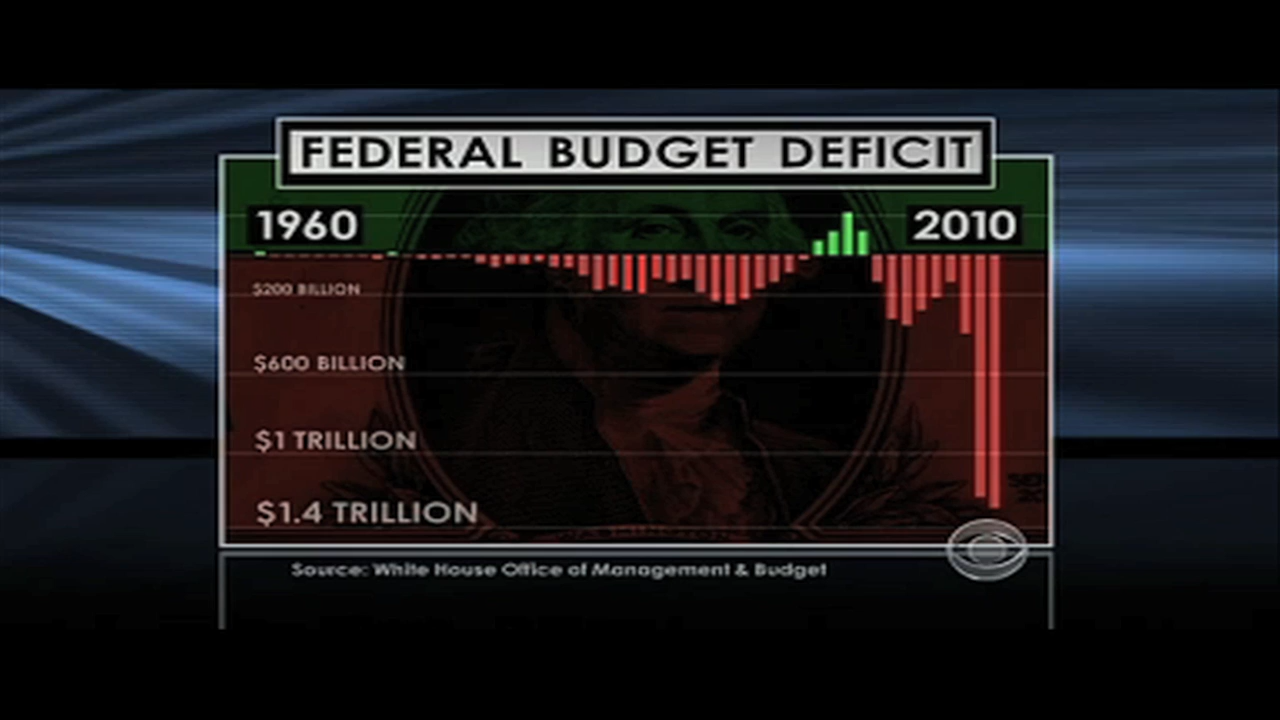 FEDERAL BUDGET DEFICIT
1960
2010
$200 BILLION
$600 BILLION
$1 TRILLION
$1.4 TRILLION
Source: White House Office of Management & Budget